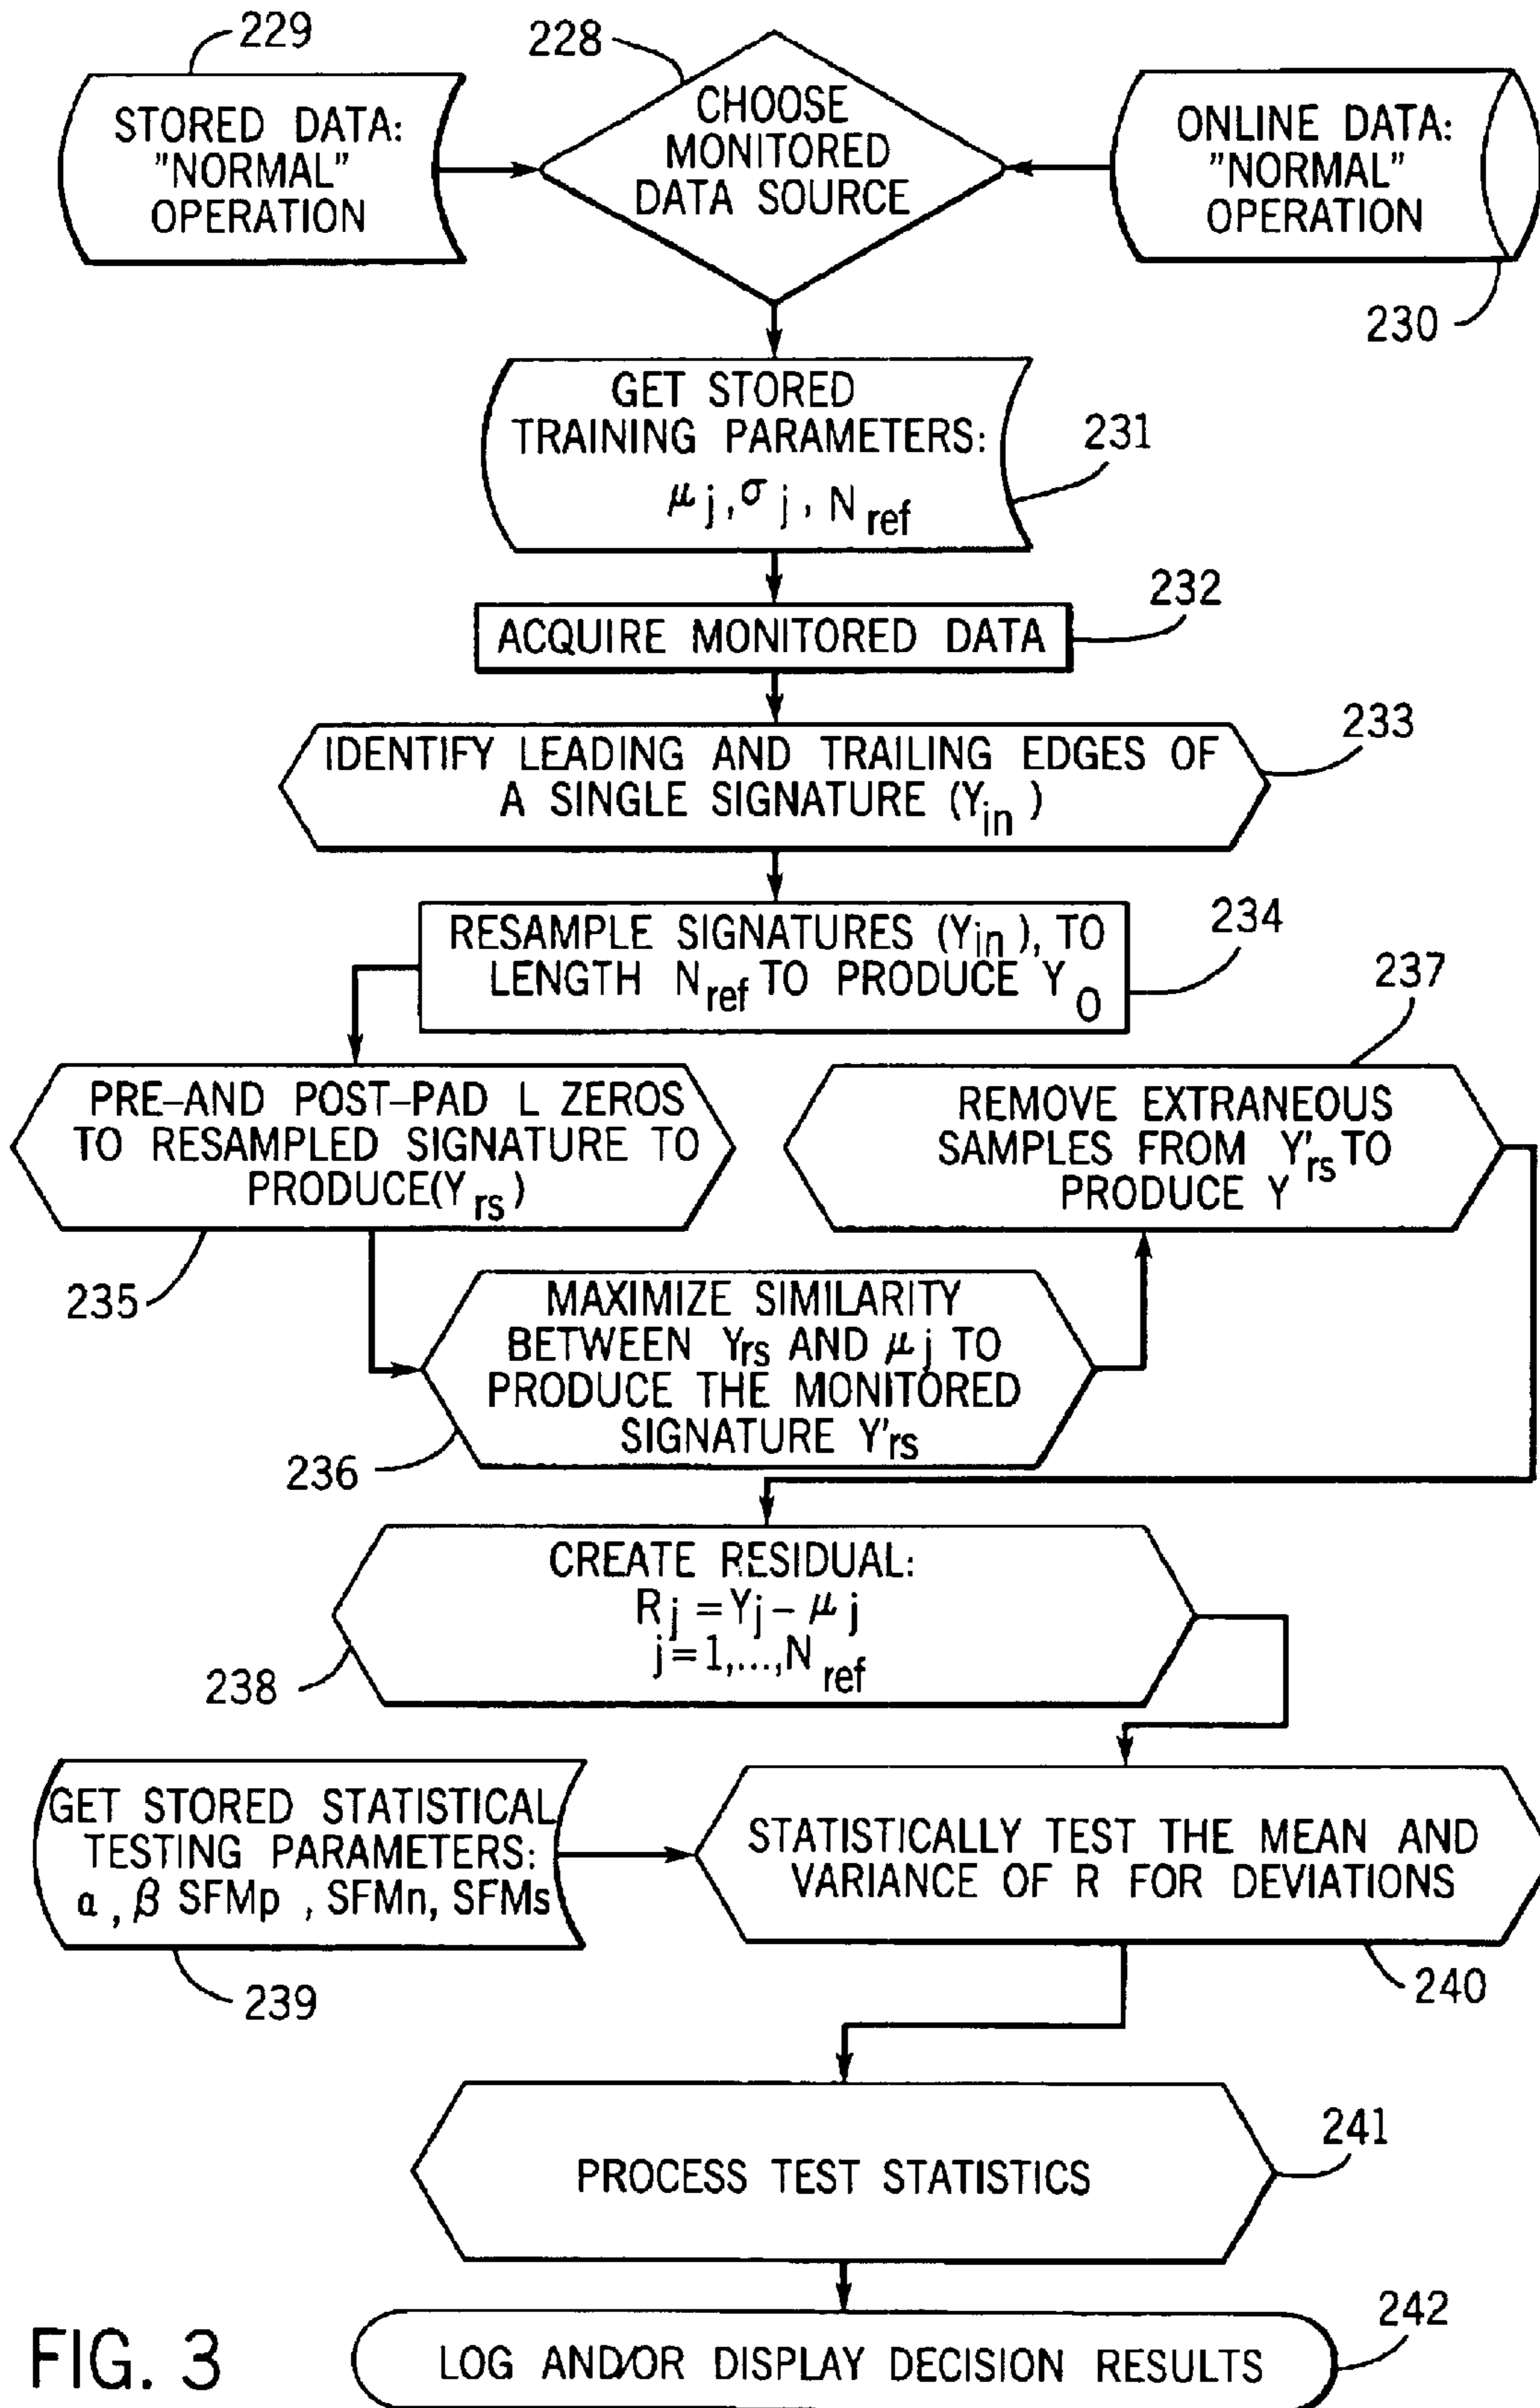 229
228
STORED DATA:
"NORMAL"
OPERATION
CHOOSE
MONITORED
DATA SOURCE
ONLINE DATA:
"NORMAL"
OPERATION
230
GET STORED
TRAINING PARAMETERS:
μj, σj, Nref
231
232
ACQUIRE MONITORED DATA
233
IDENTIFY LEADING AND TRAILING EDGES OF
A SINGLE SIGNATURE (Yin)
234
RESAMPLE SIGNATURES (Yin), TO
LENGTH Nref TO PRODUCE YO
237
PRE-AND POST-PAD L ZEROS
TO RESAMPLED SIGNATURE TO
PRODUCE(Yrs)
REMOVE EXTRANEOUS
SAMPLES FROM Y'rs TO
PRODUCE Y
235
MAXIMIZE SIMILARITY
BETWEEN Yrs AND μj TO
PRODUCE THE MONITORED
SIGNATURE Y'rs
236
CREATE RESIDUAL:
Rj = Yj - μj
j=1,...,Nref
238
GET STORED STATISTICAL
TESTING PARAMETERS:
α, β SFMp , SFMn, SFMs
STATISTICALLY TEST THE MEAN AND
VARIANCE OF R FOR DEVIATIONS
239
240
241
PROCESS TEST STATISTICS
242
LOG AND/OR DISPLAY DECISION RESULTS
FIG. 3